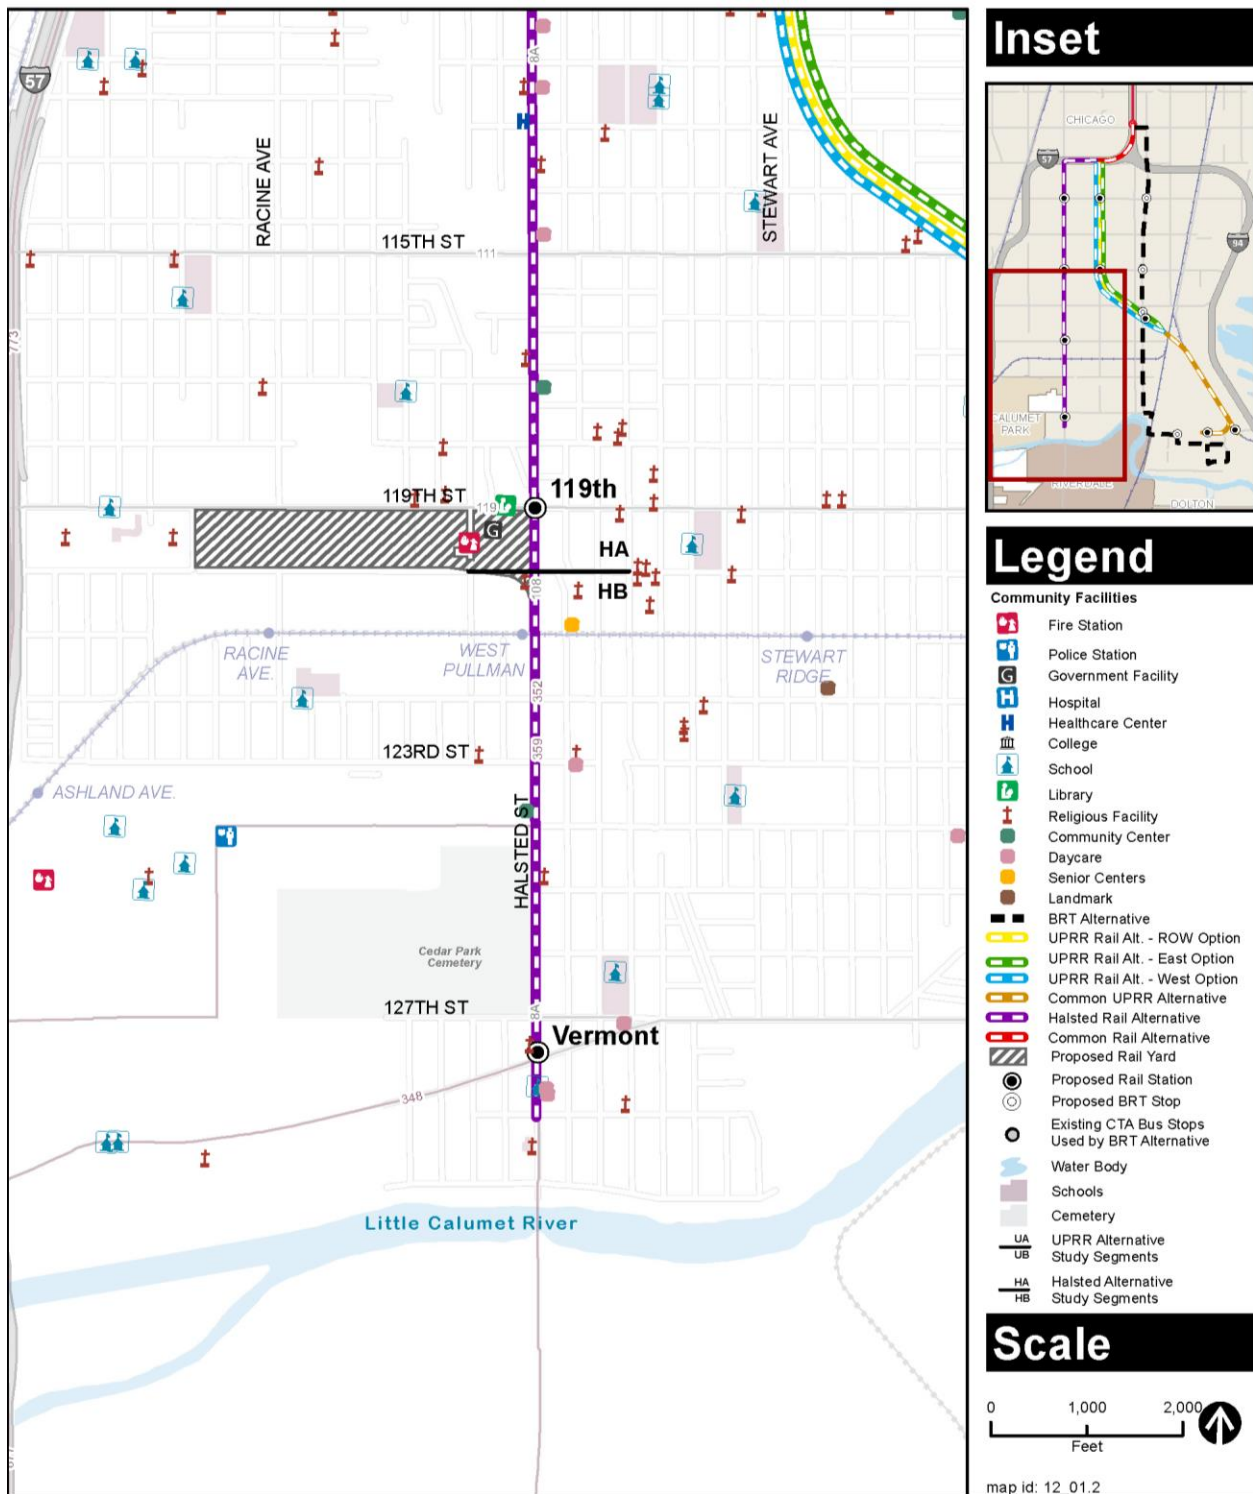 57
8A
H
RACINE AVE
STEWART AVE
115TH ST
111
773
119TH ST
119
119th
G
HA
HB
108
RACINE
AVE.
WEST
PULLMAN
STEWART
RIDGE
352
359
123RD ST
ASHLAND AVE.
HALSTED ST
Cedar Park
Cemetery
127TH ST
8A
Vermont
348
Little Calumet River
Inset
CHICAGO
57
94
CALUMET
PARK
RIVERDALE
DOLTON
Legend
Community Facilities
Fire Station
Police Station
G Government Facility
H Hospital
H Healthcare Center
College
School
Library
Religious Facility
Community Center
Daycare
Senior Centers
Landmark
BRT Alternative
UPRR Rail Alt. - ROW Option
UPRR Rail Alt. - East Option
UPRR Rail Alt. - West Option
Common UPRR Alternative
Halsted Rail Alternative
Common Rail Alternative
Proposed Rail Yard
Proposed Rail Station
Proposed BRT Stop
Existing CTA Bus Stops
Used by BRT Alternative
Water Body
Schools
Cemetery
UA UPRR Alternative
UB Study Segments
HA Halsted Alternative
HB Study Segments
Scale
0 1,000 2,000
Feet
map id: 12_01.2